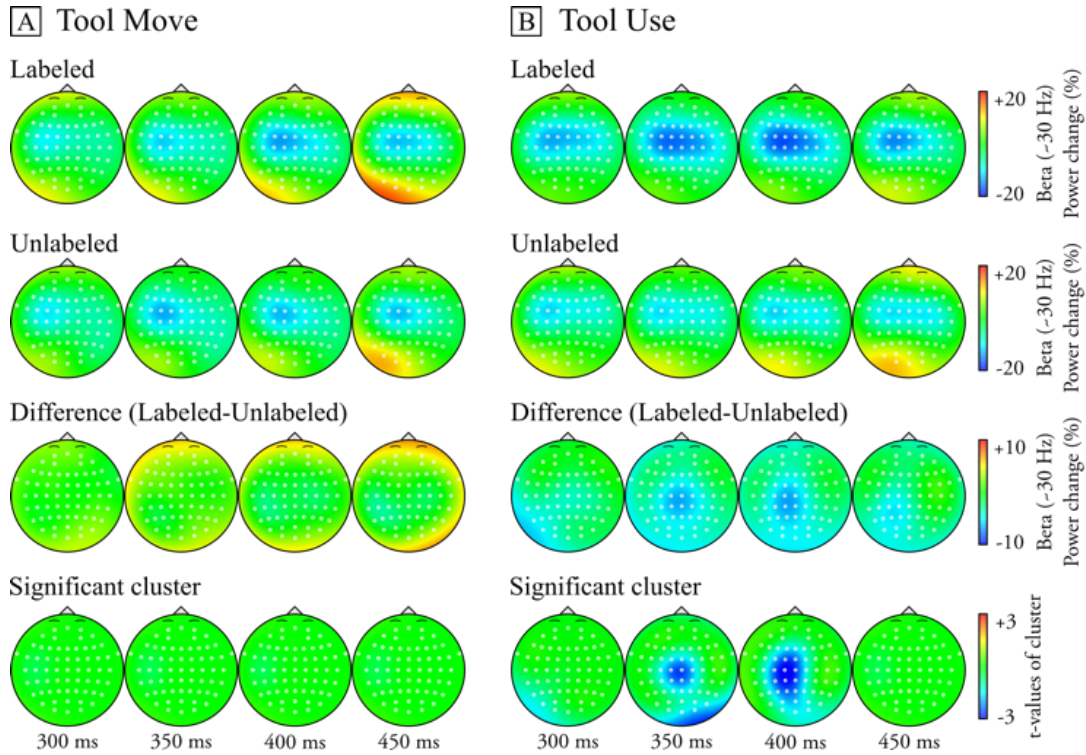 A Tool Move
B Tool Use
Labeled
Labeled
+20
-20
Beta (~30 Hz)
Power change (%)
Unlabeled
Unlabeled
+20
-20
Beta (~30 Hz)
Power change (%)
Difference (Labeled-Unlabeled)
Difference (Labeled-Unlabeled)
+10
-10
Beta (~30 Hz)
Power change (%)
Significant cluster
Significant cluster
+3
-3
t-values of cluster
300 ms 350 ms 400 ms 450 ms
300 ms 350 ms 400 ms 450 ms